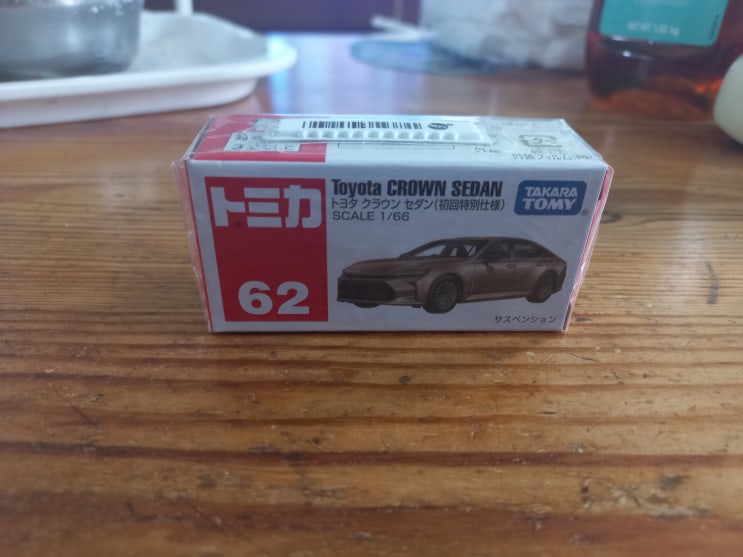 トミカ
62
Toyota CROWN SEDAN
トヨタ クラウン セダン(初回特別仕様)
SCALE 1/66
TAKARA
TOMY
サスペンション